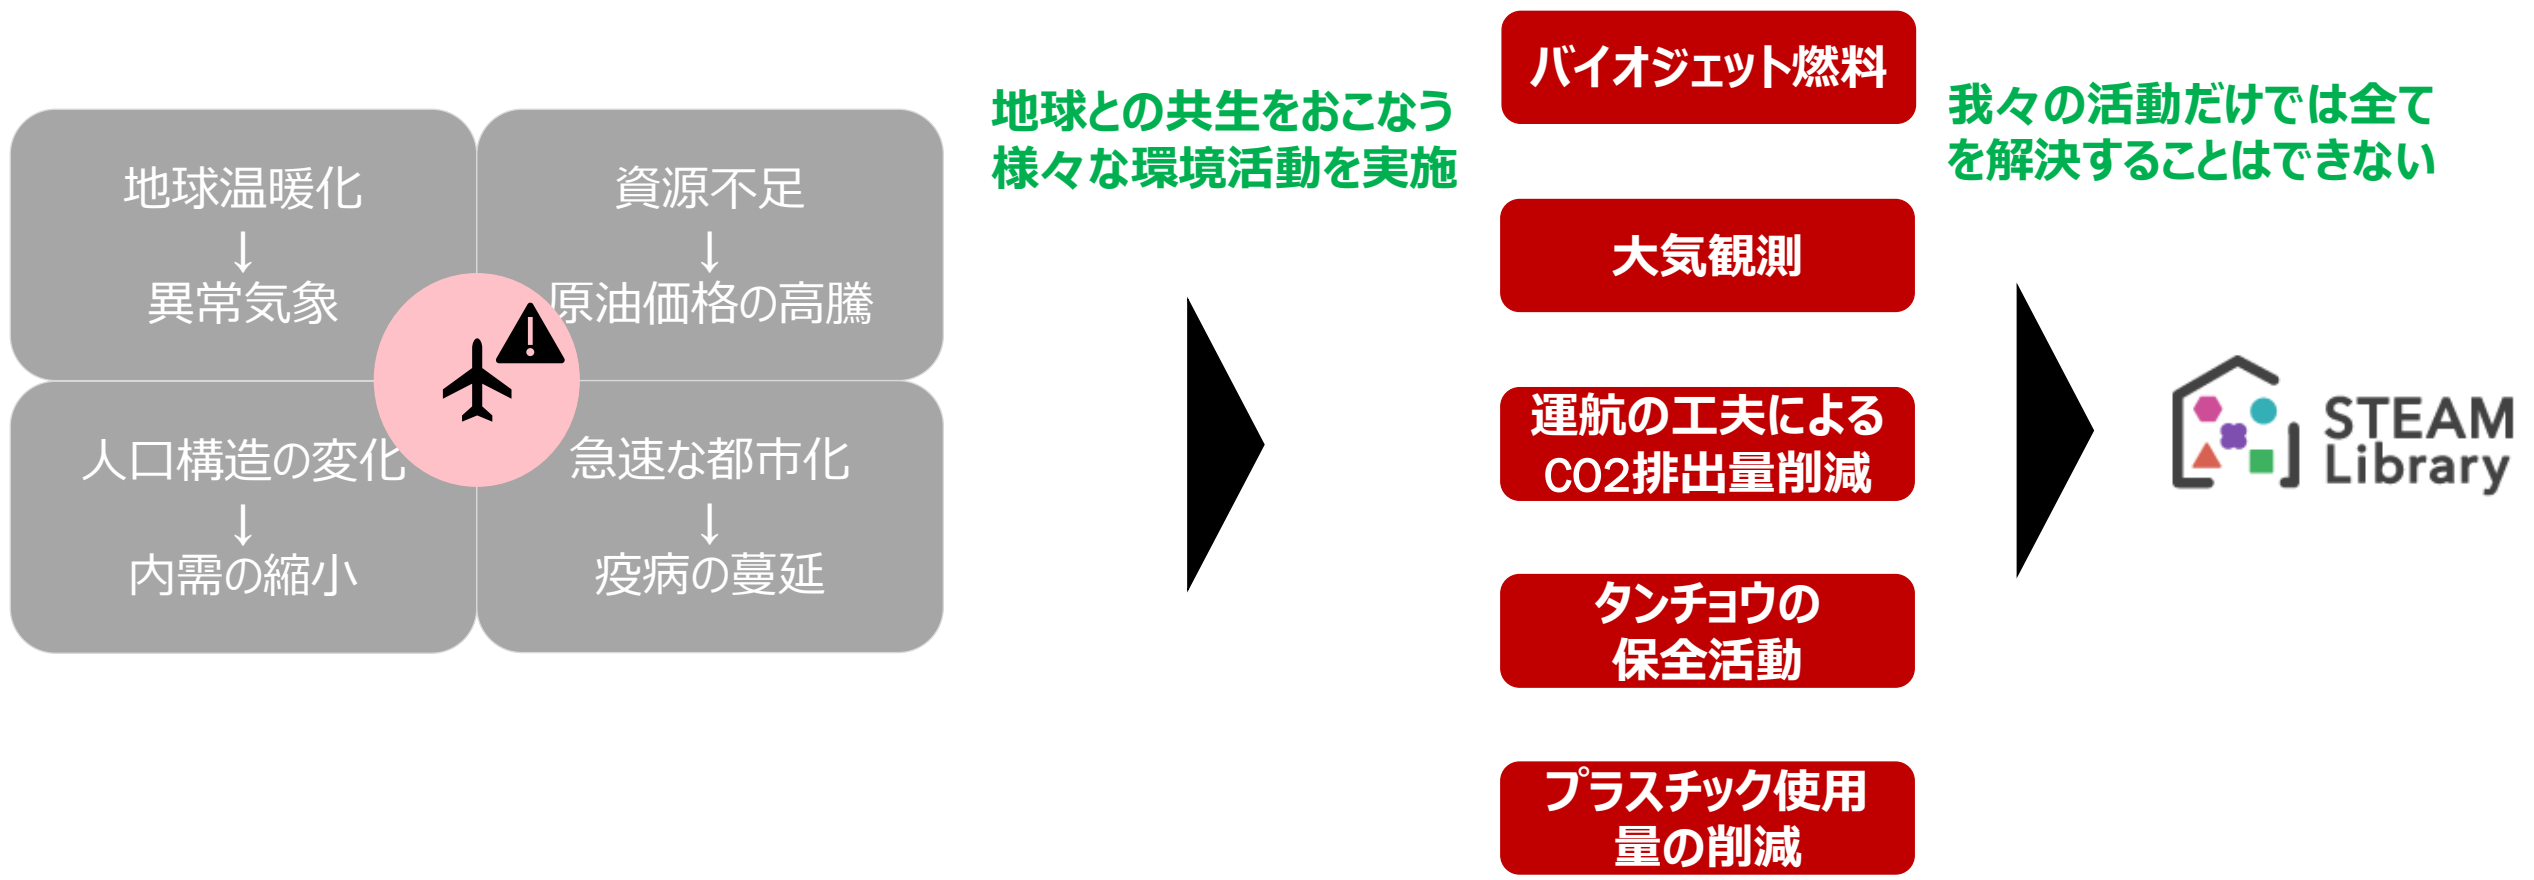 地球温暖化
↓
異常気象
資源不足
↓
原油価格の高騰
人口構造の変化
↓
内需の縮小
急速な都市化
↓
疫病の蔓延
地球との共生をおこなう
様々な環境活動を実施
バイオジェット燃料
大気観測
運航の工夫による
CO2排出量削減
タンチョウの
保全活動
プラスチック使用
量の削減
我々の活動だけでは全て
を解決することはできない
STEAM
Library